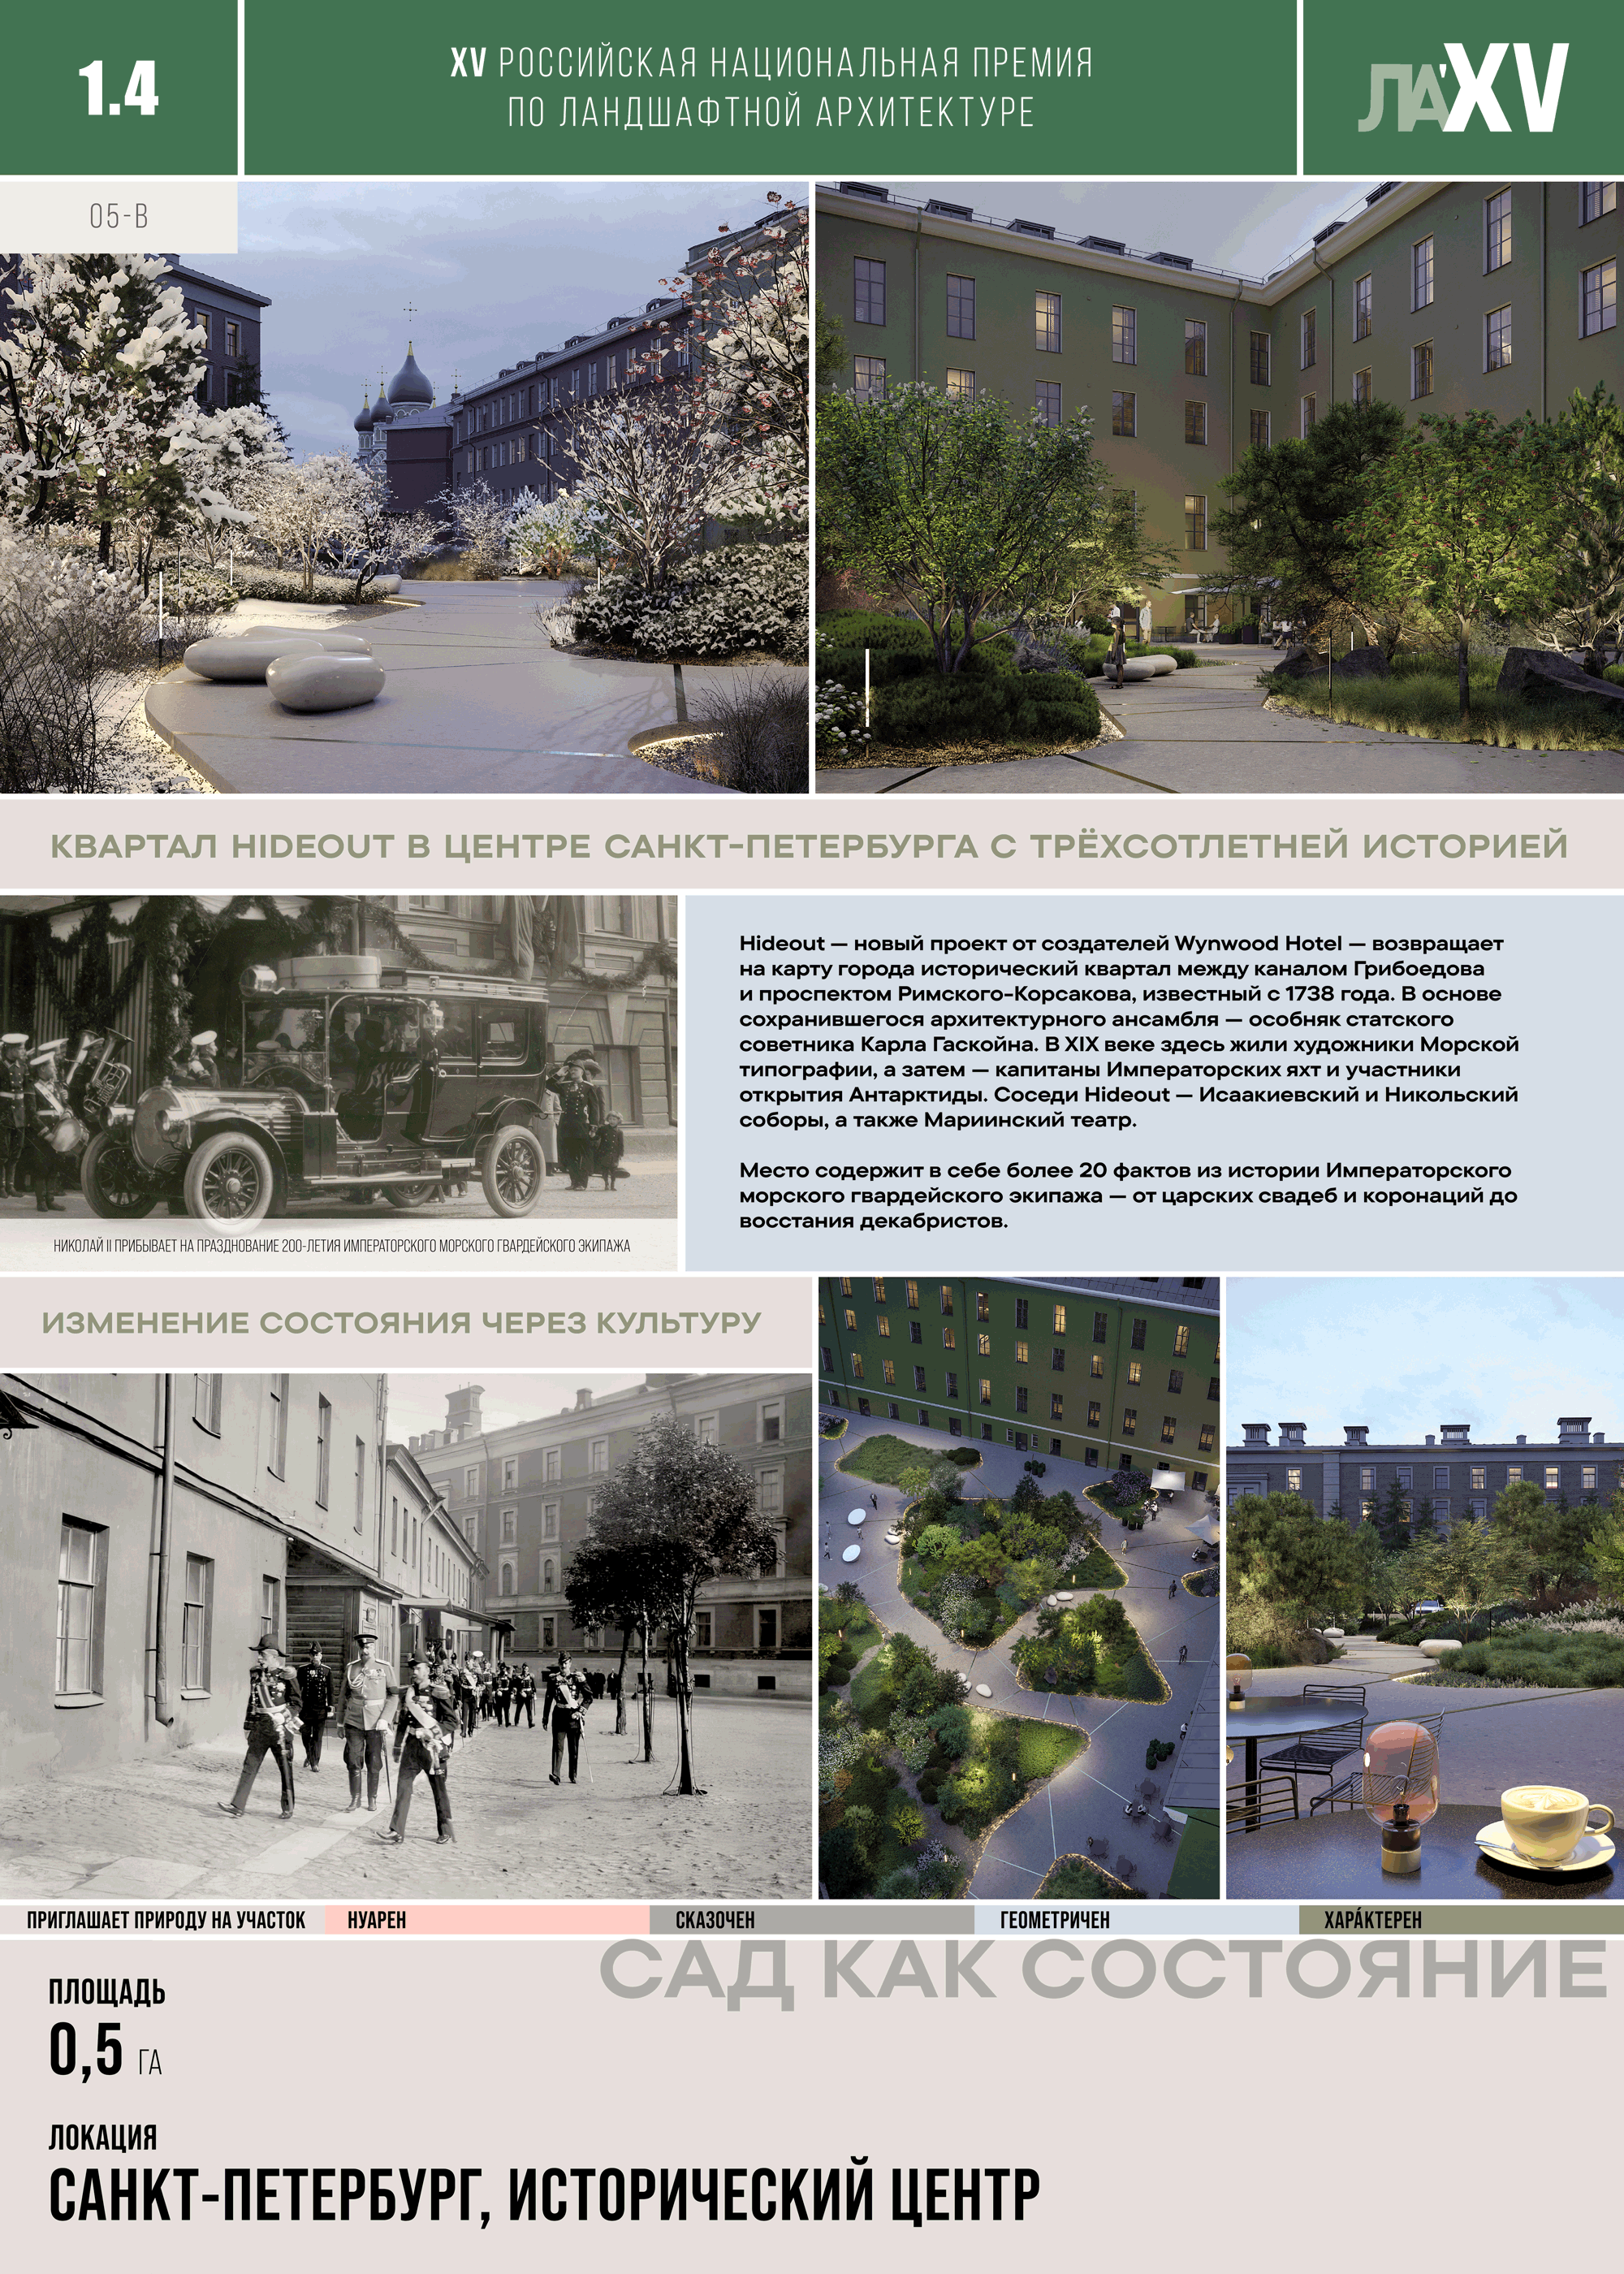 1.4
XV РОССИЙСКАЯ НАЦИОНАЛЬНАЯ ПРЕМИЯ
ПО ЛАНДШАФТНОЙ АРХИТЕКТУРЕ
ЛА'XV
05-В
КВАРТАЛ HIDEOUT В ЦЕНТРЕ САНКТ-ПЕТЕРБУРГА С ТРЁХСОТЛЕТНЕЙ ИСТОРИЕЙ
НИКОЛАЙ II ПРИБЫВАЕТ НА ПРАЗДНОВАНИЕ 200-ЛЕТИЯ ИМПЕРАТОРСКОГО МОРСКОГО ГВАРДЕЙСКОГО ЭКИПАЖА
Hideout — новый проект от создателей Wynwood Hotel — возвращает
на карту города исторический квартал между каналом Грибоедова
и проспектом Римского-Корсакова, известный с 1738 года. В основе
сохранившегося архитектурного ансамбля — особняк статского
советника Карла Гаскойна. В XIX веке здесь жили художники Морской
типографии, а затем — капитаны Императорских яхт и участники
открытия Антарктиды. Соседи Hideout — Исаакиевский и Никольский
соборы, а также Мариинский театр.
Место содержит в себе более 20 фактов из истории Императорского
морского гвардейского экипажа — от царских свадеб и коронаций до
восстания декабристов.
ИЗМЕНЕНИЕ СОСТОЯНИЯ ЧЕРЕЗ КУЛЬТУРУ
ПРИГЛАШАЕТ ПРИРОДУ НА УЧАСТОК
НУАРЕН
СКАЗОЧЕН
ГЕОМЕТРИЧЕН
ХАРА́КТЕРЕН
САД КАК СОСТОЯНИЕ
ПЛОЩАДЬ
0,5 ГА
ЛОКАЦИЯ
САНКТ-ПЕТЕРБУРГ, ИСТОРИЧЕСКИЙ ЦЕНТР